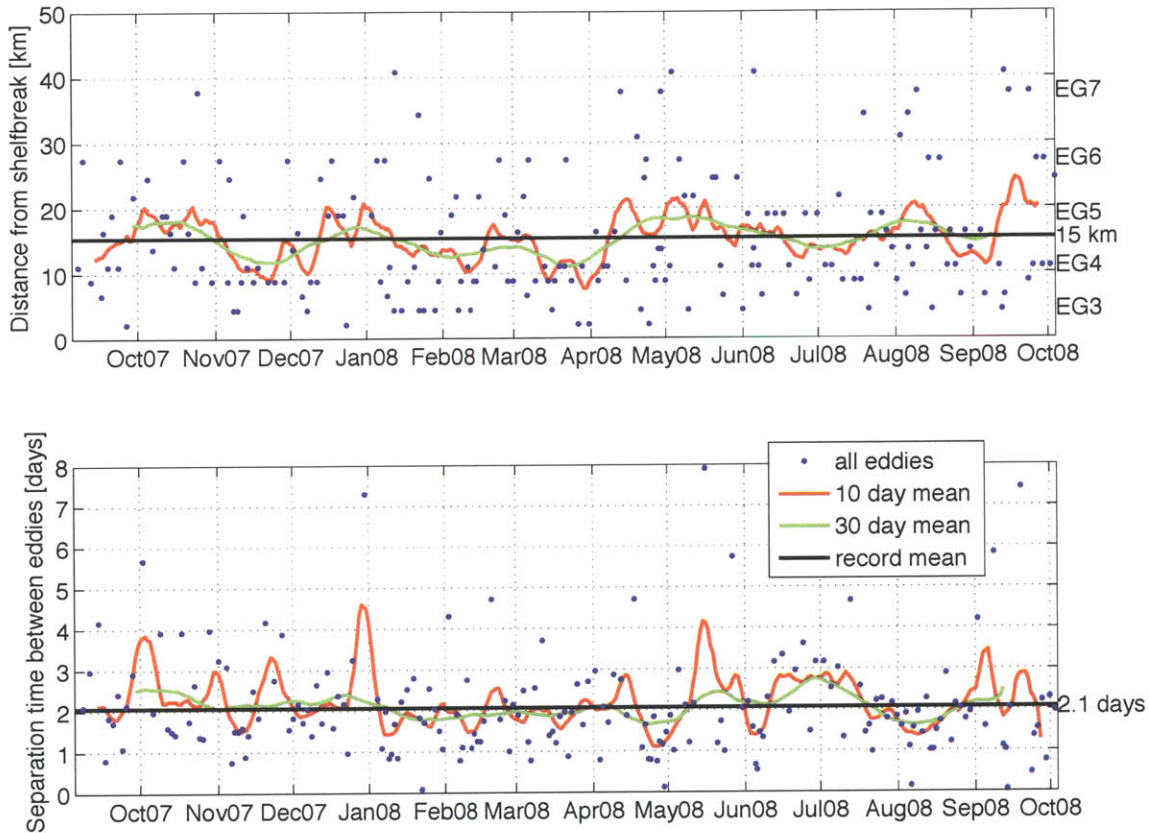 Distance from shelfbreak [km]
50
40
30
20
10
0
EG7
EG6
EG5
15 km
EG4
EG3
Oct07 Nov07 Dec07 Jan08 Feb08 Mar08 Apr08 May08 Jun08 Jul08 Aug08 Sep08 Oct08
Separation time between eddies [days]
8
7
6
5
4
3
2
1
0
all eddies
10 day mean
30 day mean
record mean
2.1 days
Oct07 Nov07 Dec07 Jan08 Feb08 Mar08 Apr08 May08 Jun08 Jul08 Aug08 Sep08 Oct08